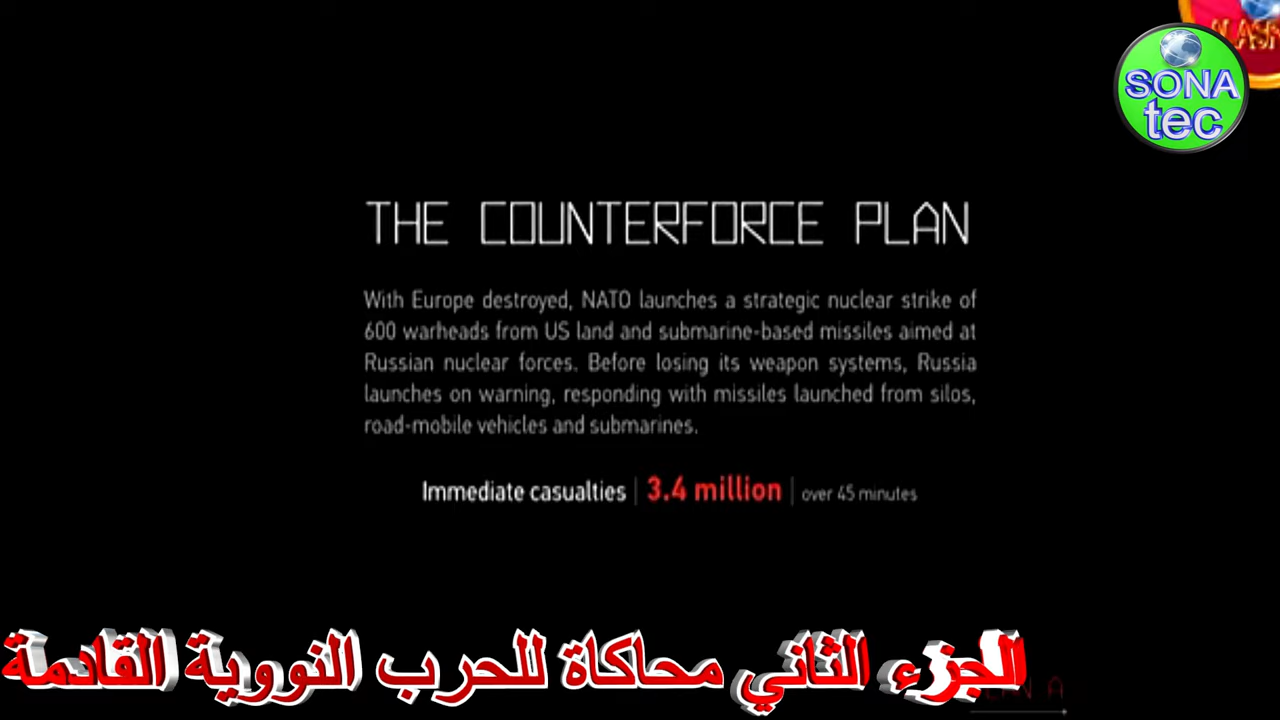 SONA
tec
THE COUNTERFORCE PLAN
With Europe destroyed, NATO launches a strategic nuclear strike of
600 warheads from US land and submarine-based missiles aimed at
Russian nuclear forces. Before losing its weapon systems, Russia
launches on warning, responding with missiles launched from silos,
road-mobile vehicles and submarines.
Immediate casualties | 3.4 million | over 45 minutes
الجزء الثاني محاكاة للحرب النووية القادمة